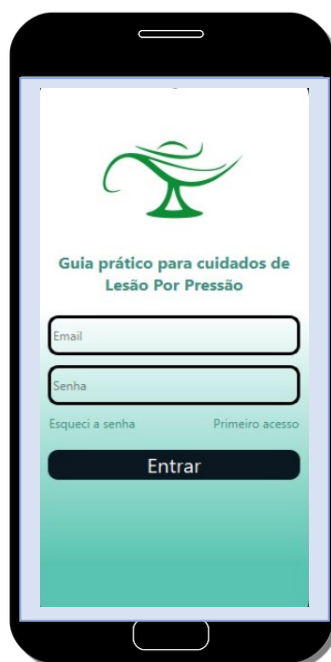 Guia prático para cuidados de
Lesão Por Pressão
Email
Senha
Esqueci a senha Primeiro acesso
Entrar